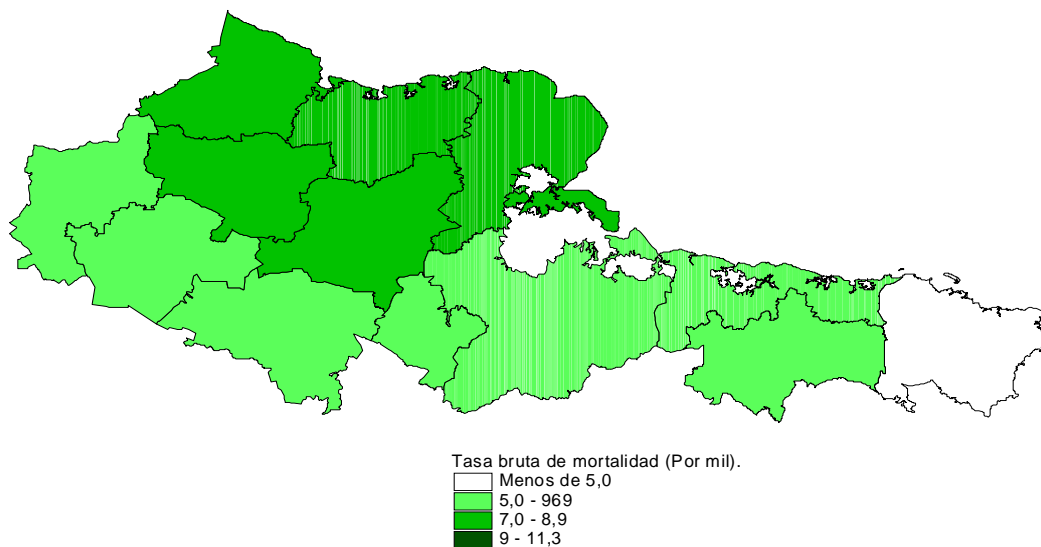 Tasa bruta de mortalidad (Por mil).
Menos de 5,0
5,0 - 969
7,0 - 8,9
9 - 11,3